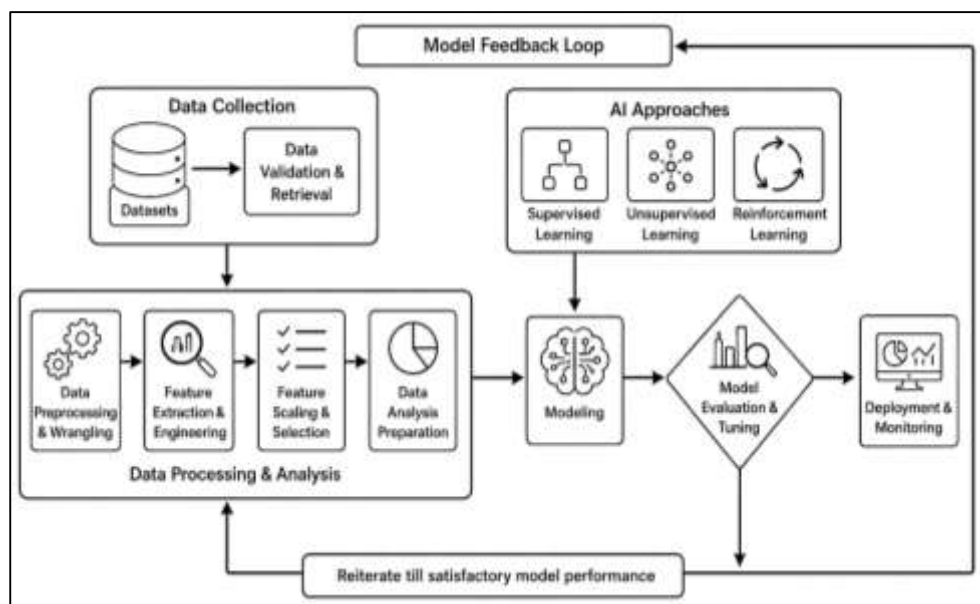 Model Feedback Loop
Data Collection
Datasets
Data
Validation &
Retrieval
AI Approaches
Supervised
Learning
Unsupervised
Learning
Reinforcement
Learning
Data
Preprocessing
& Wrangling
Feature
Extraction &
Engineering
Feature
Scaling &
Selection
Data
Analysis
Preparation
Data Processing & Analysis
Modeling
Model
Evaluation &
Tuning
Deployment &
Monitoring
Reiterate till satisfactory model performance